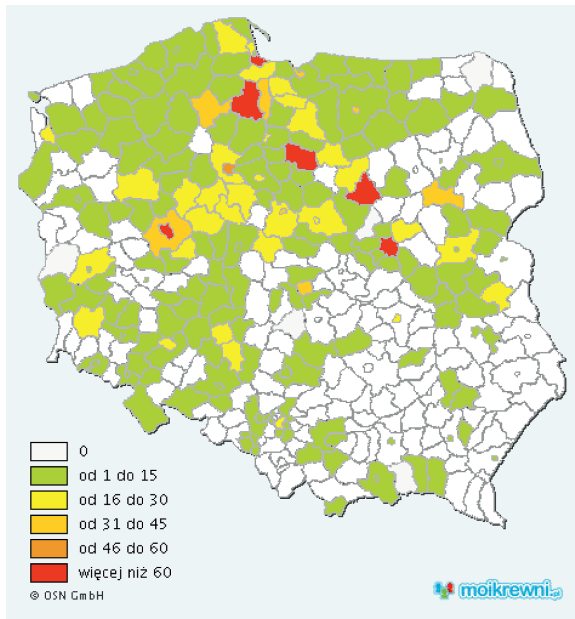 0
od 1 do 15
od 16 do 30
od 31 do 45
od 46 do 60
więcej niż 60
© OSN GmbH
moikrewni.pl